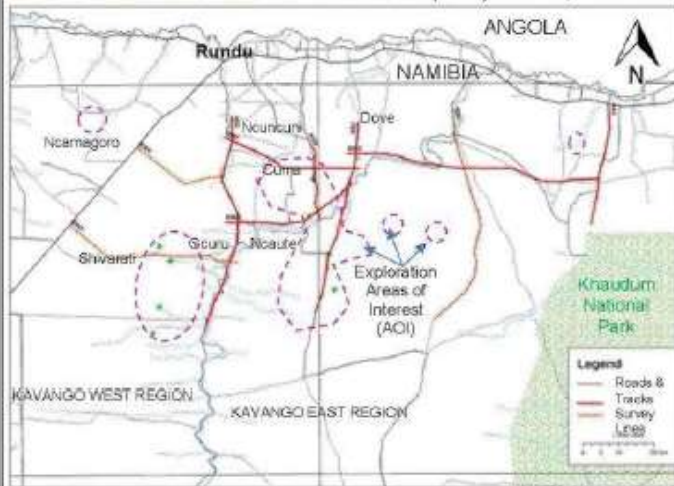 ANGOLA
Rundu
NAMIBIA
N
Ncuncuni
Dove
Ncamagoro
Cuma
Shivarati
Gcuru
Ncaute
Exploration
Areas of
Interest
(AOI)
Khaudum
National
Park
KAVANGO WEST REGION
KAVANGO EAST REGION
Legend
Roads &
Tracks
Survey
Lines